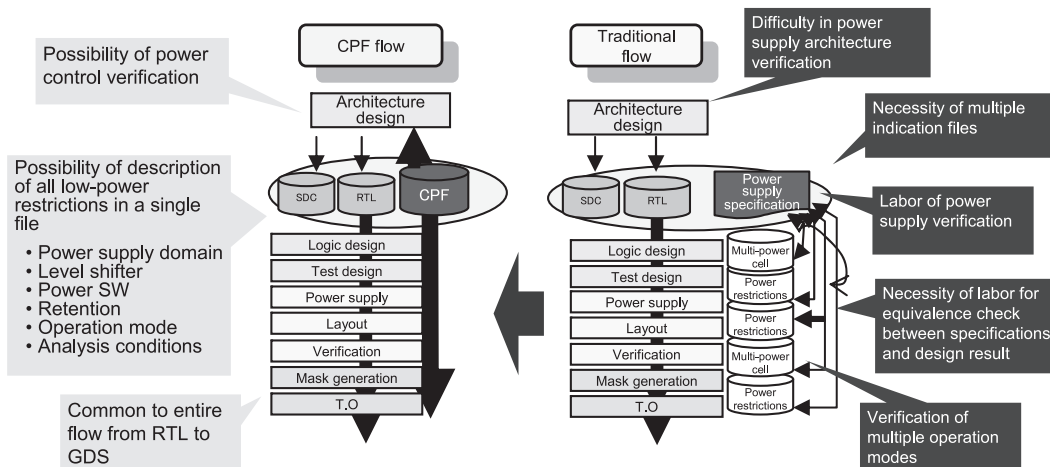 CPF flow
Possibility of power
control verification
Architecture
design
SDC
RTL
CPF
Possibility of description
of all low-power
restrictions in a single
file
• Power supply domain
• Level shifter
• Power SW
• Retention
• Operation mode
• Analysis conditions
Logic design
Test design
Power supply
Layout
Verification
Mask generation
T.O
Common to entire
flow from RTL to
GDS
Traditional
flow
Difficulty in power
supply architecture
verification
Architecture
design
Necessity of multiple
indication files
SDC
RTL
Power
supply
specification
Labor of power
supply verification
Logic design
Test design
Power supply
Layout
Verification
Mask generation
T.O
Multi-power
cell
Power
restrictions
Power
restrictions
Multi-power
cell
Power
restrictions
Necessity of labor for
equivalence check
between specifications
and design result
Verification of
multiple operation
modes